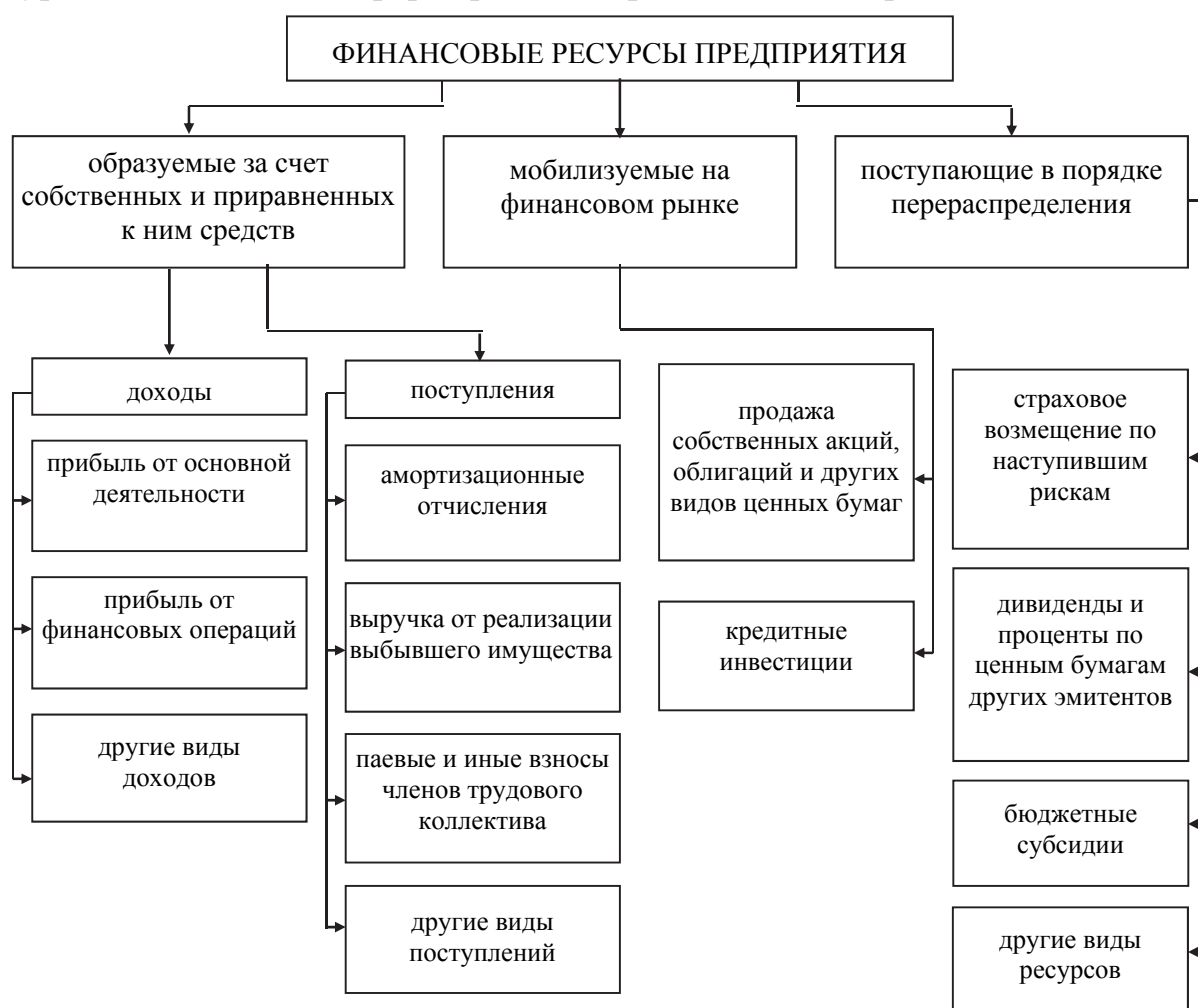 ФИНАНСОВЫЕ РЕСУРСЫ ПРЕДПРИЯТИЯ
образуемые за счет
собственных и приравненных
к ним средств
мобилизуемые на
финансовом рынке
поступающие в порядке
перераспределения
доходы
прибыль от основной
деятельности
прибыль от
финансовых операций
другие виды
доходов
поступления
амортизационные
отчисления
выручка от реализации
выбывшего имущества
паевые и иные взносы
членов трудового
коллектива
другие виды
поступлений
продажа
собственных акций,
облигаций и других
видов ценных бумаг
кредитные
инвестиции
страховое
возмещение по
наступившим
рискам
дивиденды и
проценты по
ценным бумагам
других эмитентов
бюджетные
субсидии
другие виды
ресурсов